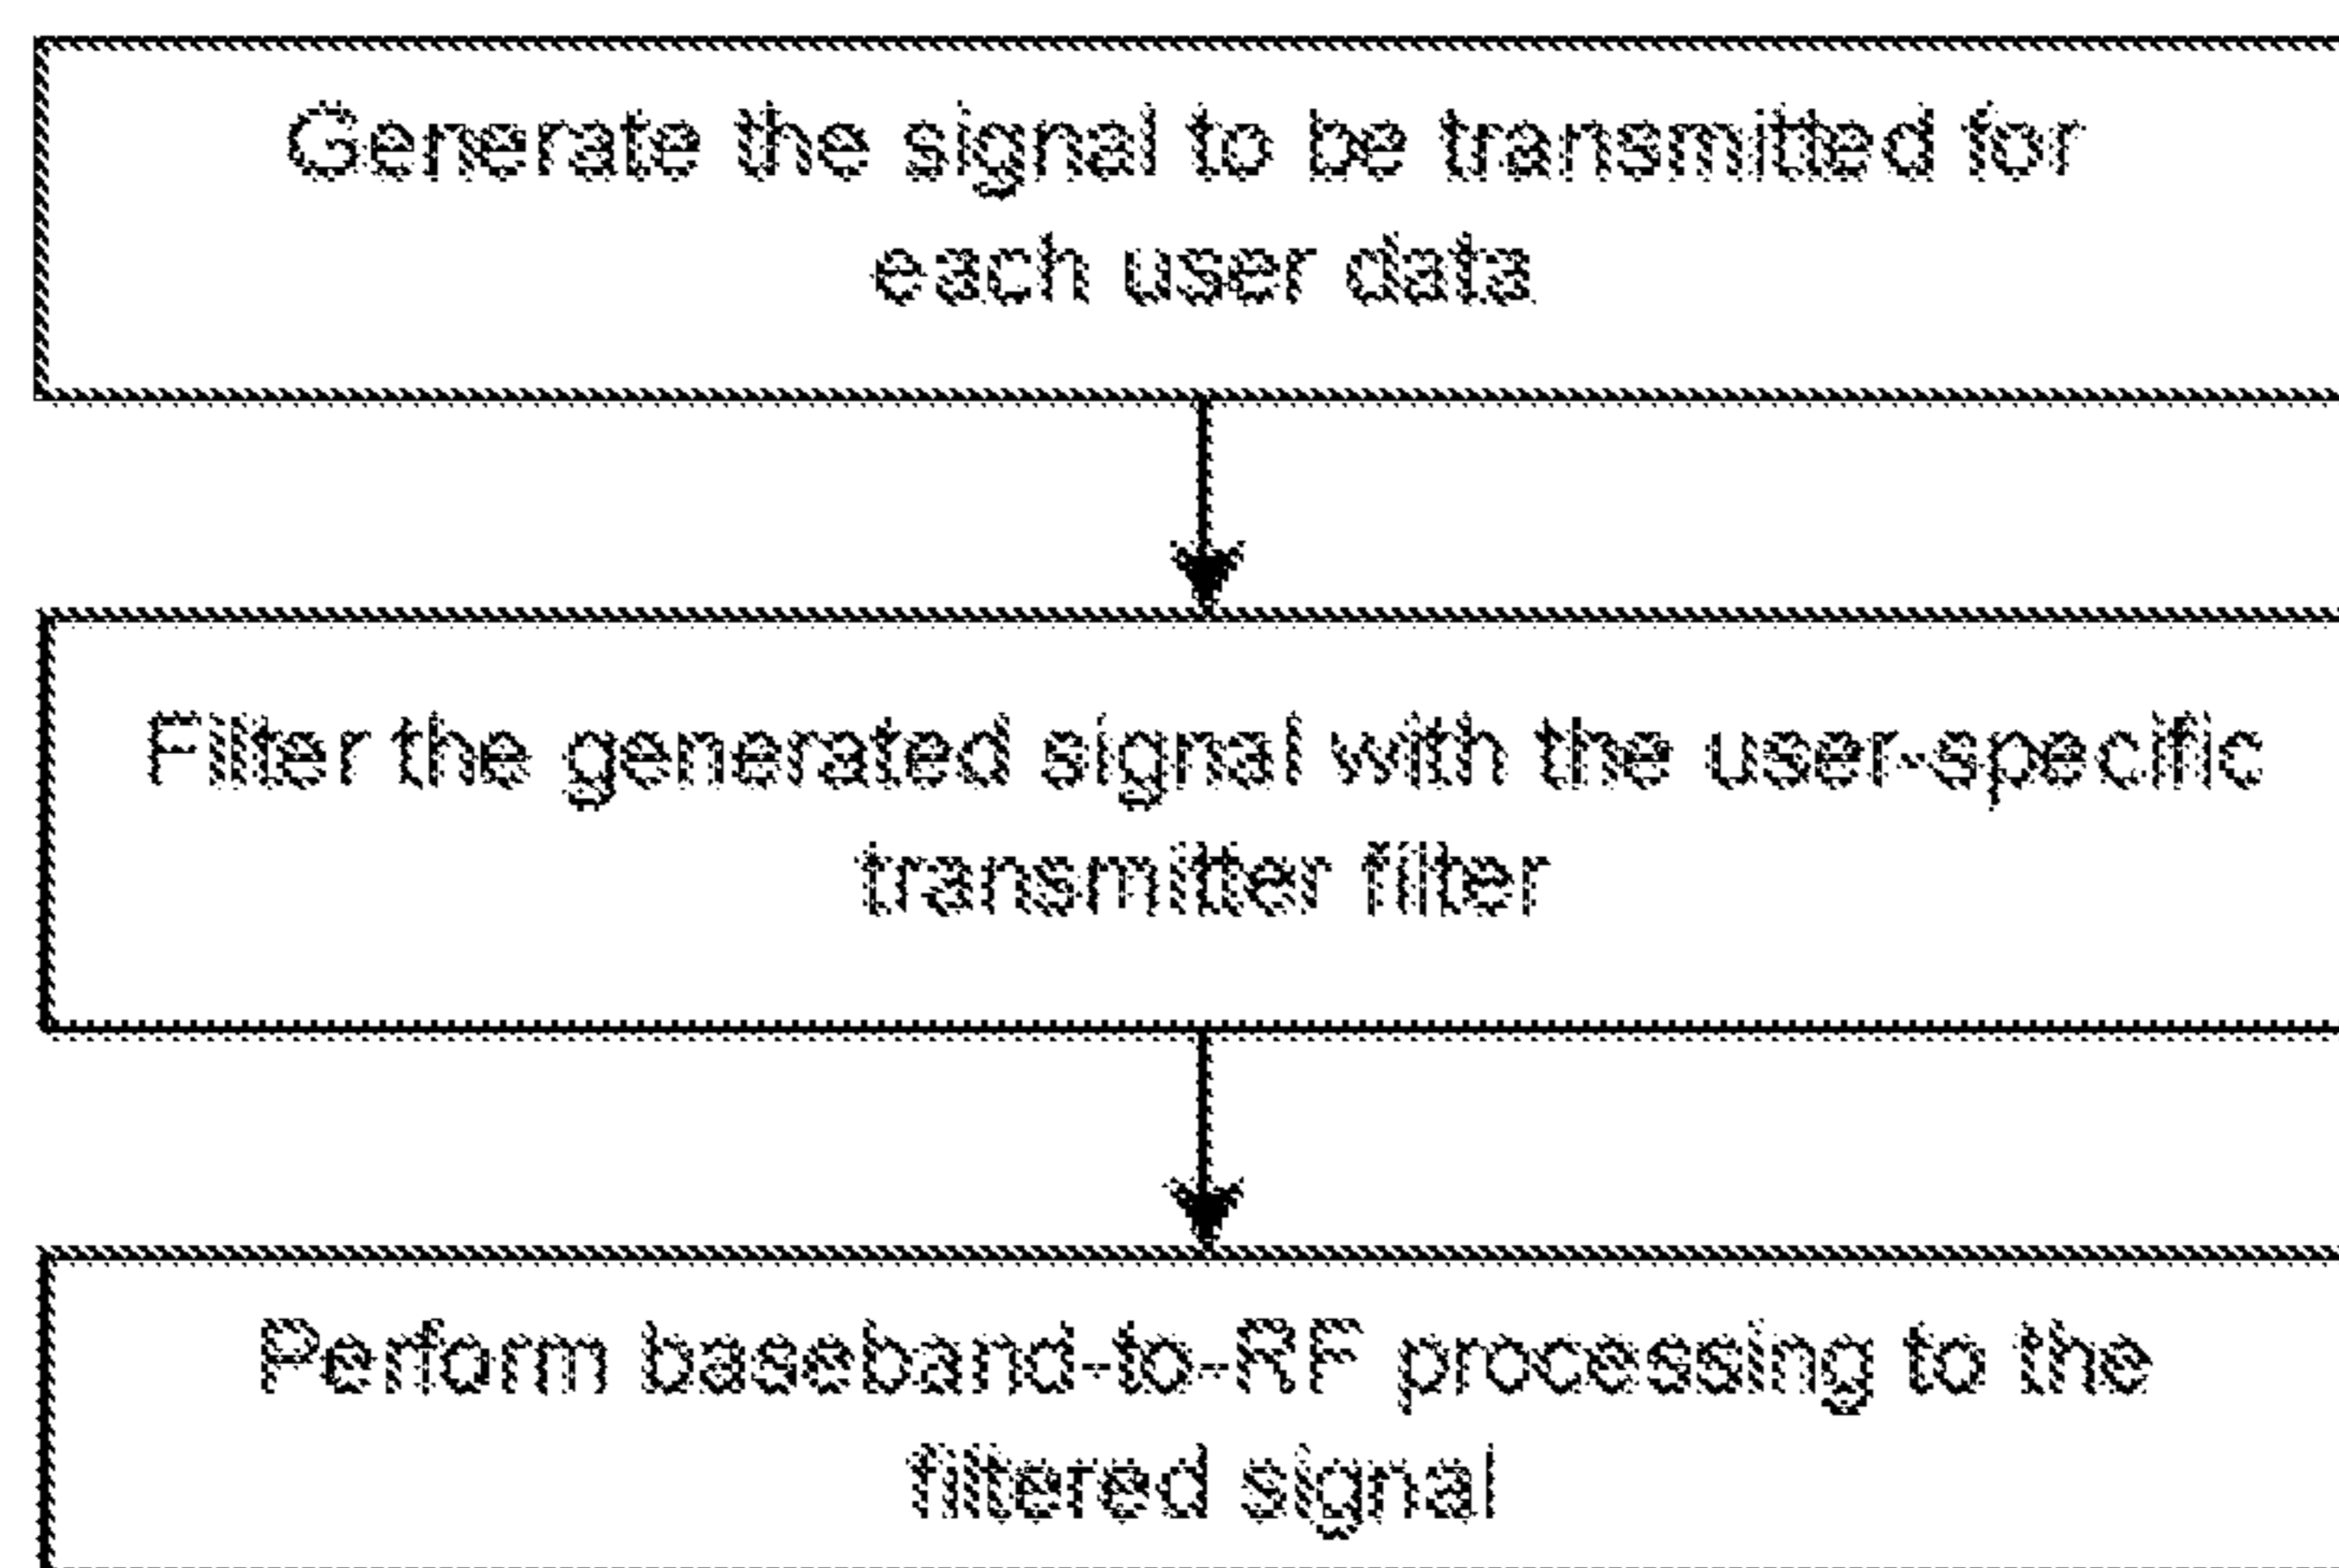 Generate the signal to be transmitted for
each user data
Filter the generated signal with the user-specific
transmitter filter
Perform baseband-to-RF processing to the
filtered signal